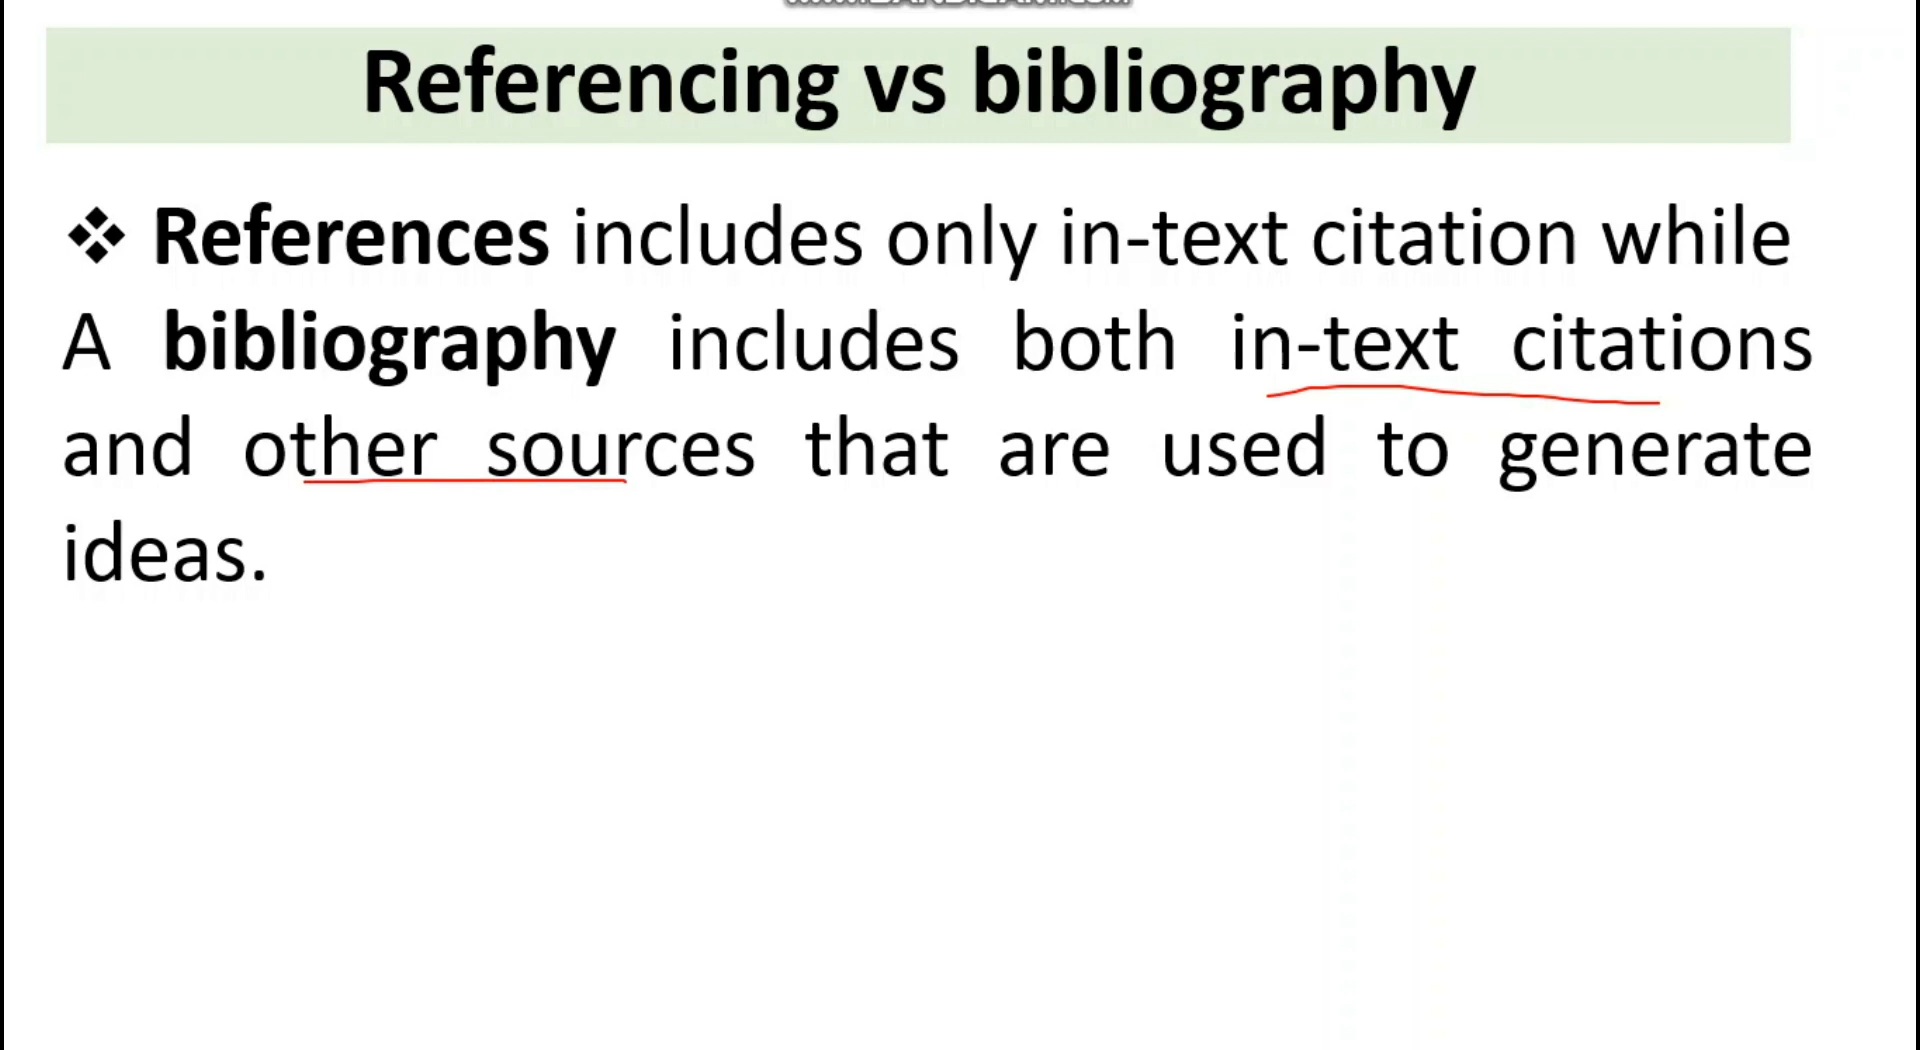 Referencing vs bibliography
❖ References includes only in-text citation while
A bibliography includes both in-text citations
and other sources that are used to generate
ideas.